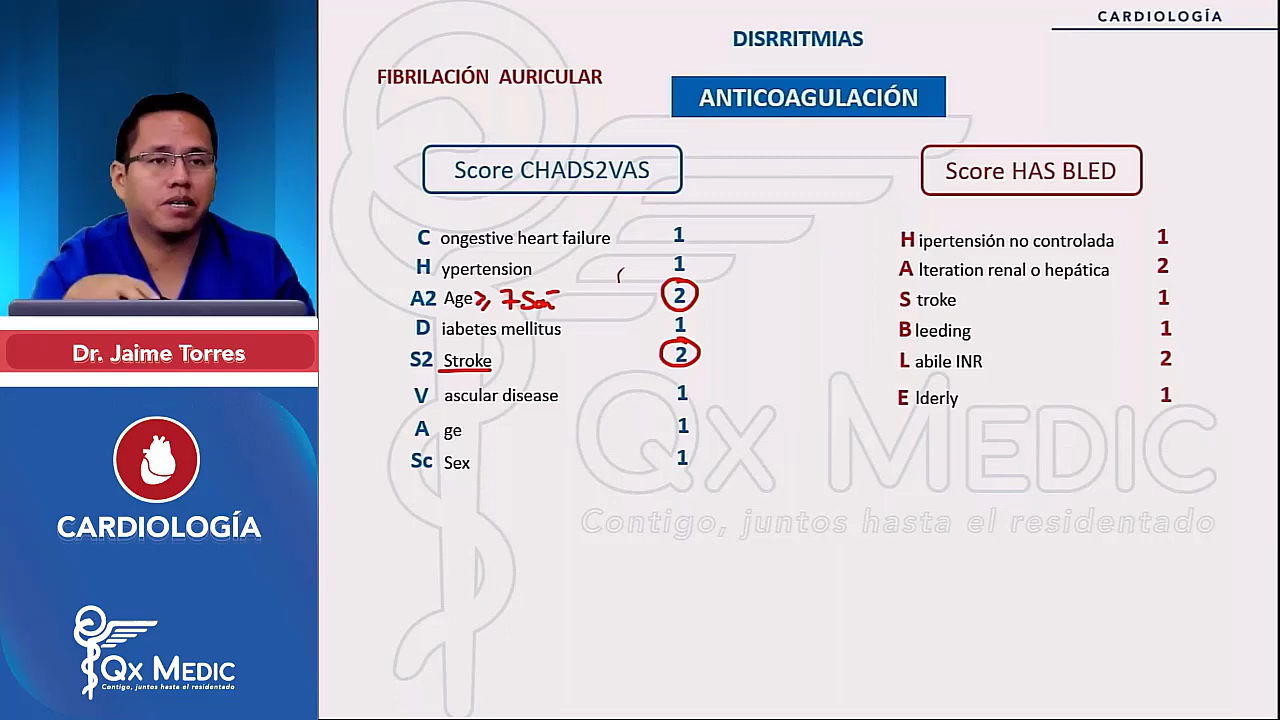 CARDIOLOGÍA
DISRRITMIAS
FIBRILACIÓN AURICULAR
ANTICOAGULACIÓN
Score CHADS2VAS
C ongestive heart failure 1
H ypertension 1
A2 Age ≥ 75añ 2
D iabetes mellitus 1
S2 Stroke 2
V ascular disease 1
A ge 1
Sc Sex 1
Score HAS BLED
H ipertensión no controlada 1
A lteration renal o hepática 2
S troke 1
B leeding 1
L abile INR 2
E lderly 1
Qx MEDIC
Contigo, juntos hasta el residentado
Dr. Jaime Torres
CARDIOLOGÍA
Qx MEDIC
Contigo, juntos hasta el residentado